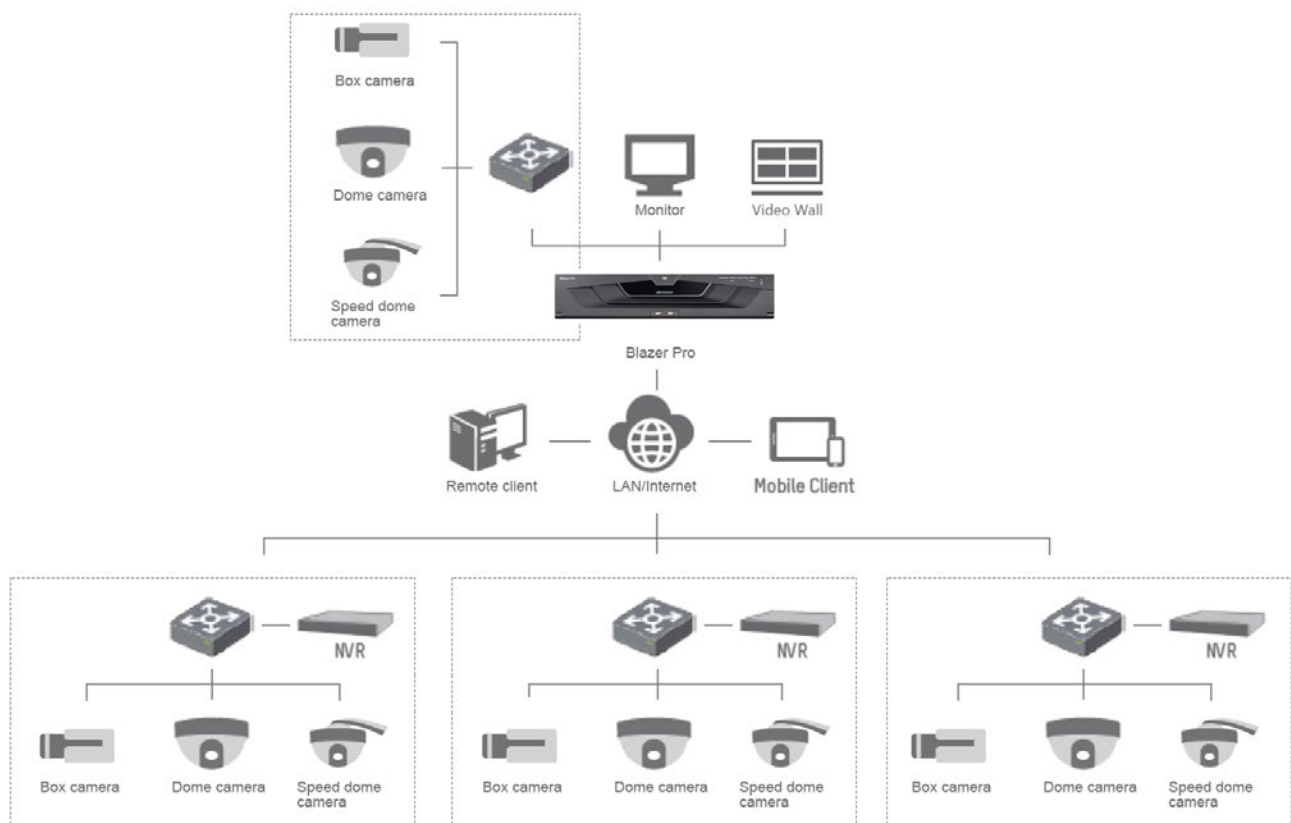 Box camera
Dome camera
Speed dome
camera
Monitor
Video Wall
Blazer Pro
Remote client
LAN/Internet
Mobile Client
NVR
Box camera
Dome camera
Speed dome
camera
NVR
Box camera
Dome camera
Speed dome
camera
NVR
Box camera
Dome camera
Speed dome
camera